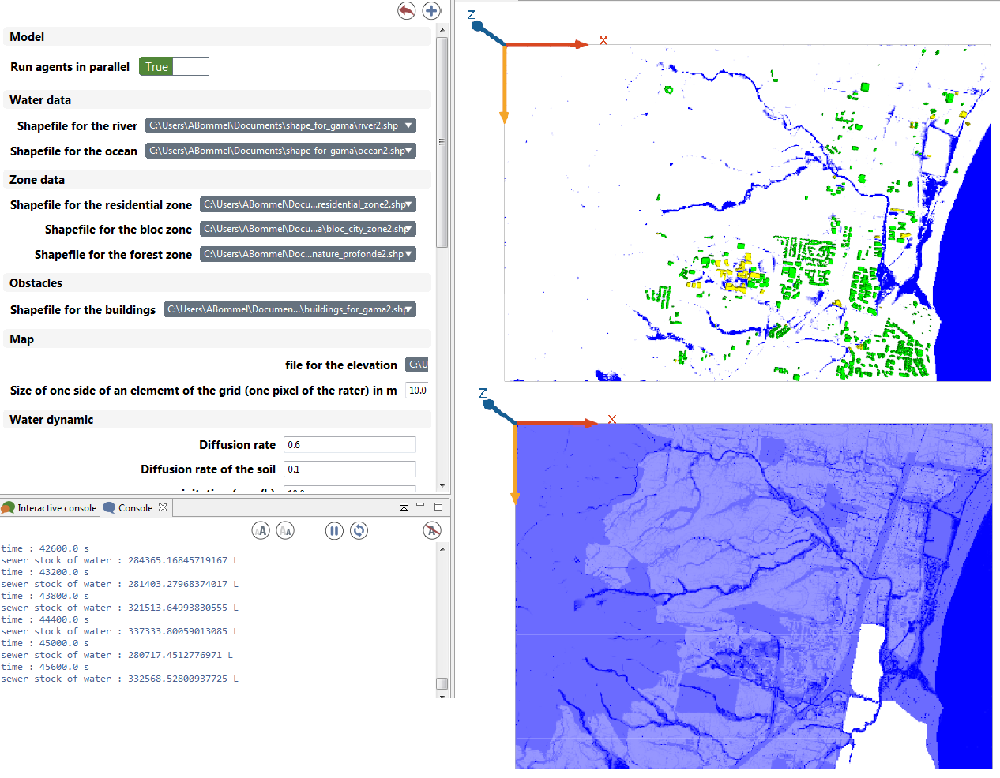 Model
Run agents in parallel True
Water data
Shapefile for the river C:\Users\ABommel\Documents\shape_for_gama\river2.shp
Shapefile for the ocean C:\Users\ABommel\Documents\shape_for_gama\ocean2.shp
Zone data
Shapefile for the residential zone C:\Users\ABommel\Docu...residential_zone2.shp
Shapefile for the bloc zone C:\Users\ABommel\Docu...a\bloc_city_zone2.shp
Shapefile for the forest zone C:\Users\ABommel\Doc...nature_profonde2.shp
Obstacles
Shapefile for the buildings C:\Users\ABommel\Documen...\buildings_for_gama2.shp
Map
file for the elevation C:\U
Size of one side of an elememt of the grid (one pixel of the rater) in m 10.0
Water dynamic
Diffusion rate 0.6
Diffusion rate of the soil 0.1
precipitation (mm/h) 10.0
Interactive console Console
AA AA A
time : 42600.0 s
sewer stock of water : 284365.16845719167 L
time : 43200.0 s
sewer stock of water : 281403.27968374017 L
time : 43800.0 s
sewer stock of water : 321513.64993830555 L
time : 44400.0 s
sewer stock of water : 337333.80059013085 L
time : 45000.0 s
sewer stock of water : 280717.4512776971 L
time : 45600.0 s
sewer stock of water : 332568.52800937725 L
Z
X
Z
X